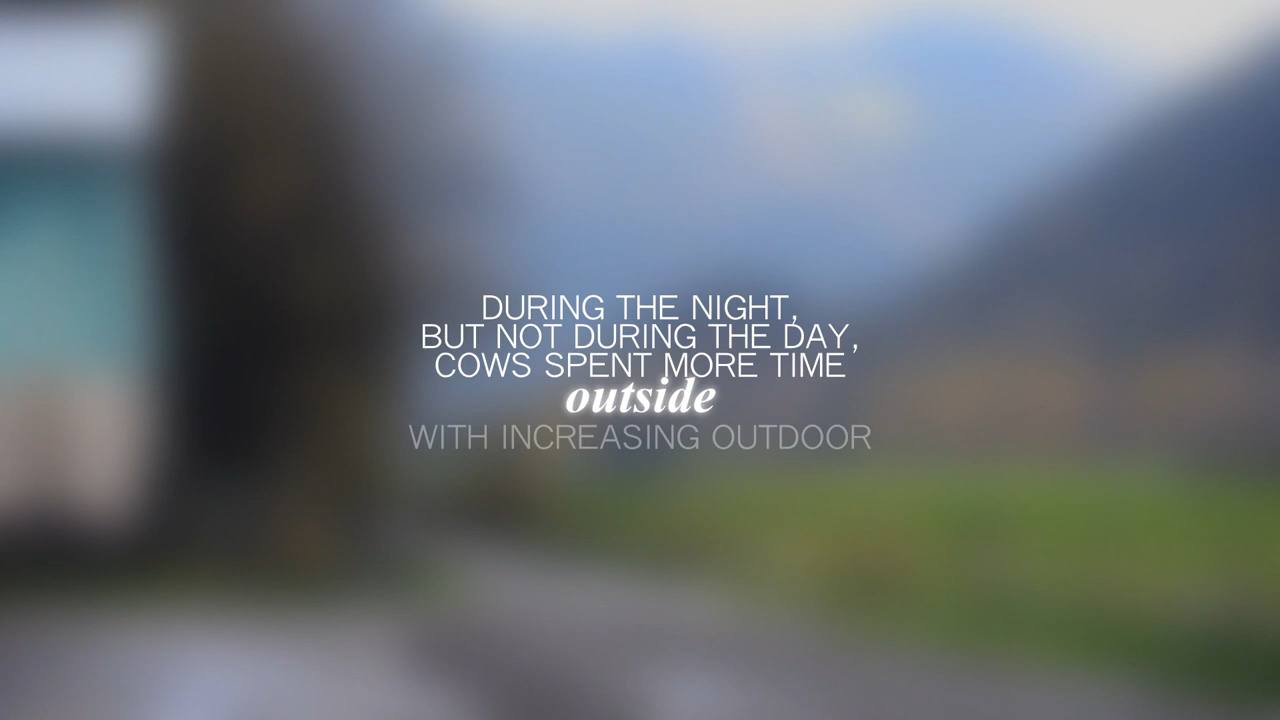 DURING THE NIGHT,
BUT NOT DURING THE DAY,
COWS SPENT MORE TIME
outside
WITH INCREASING OUTDOOR